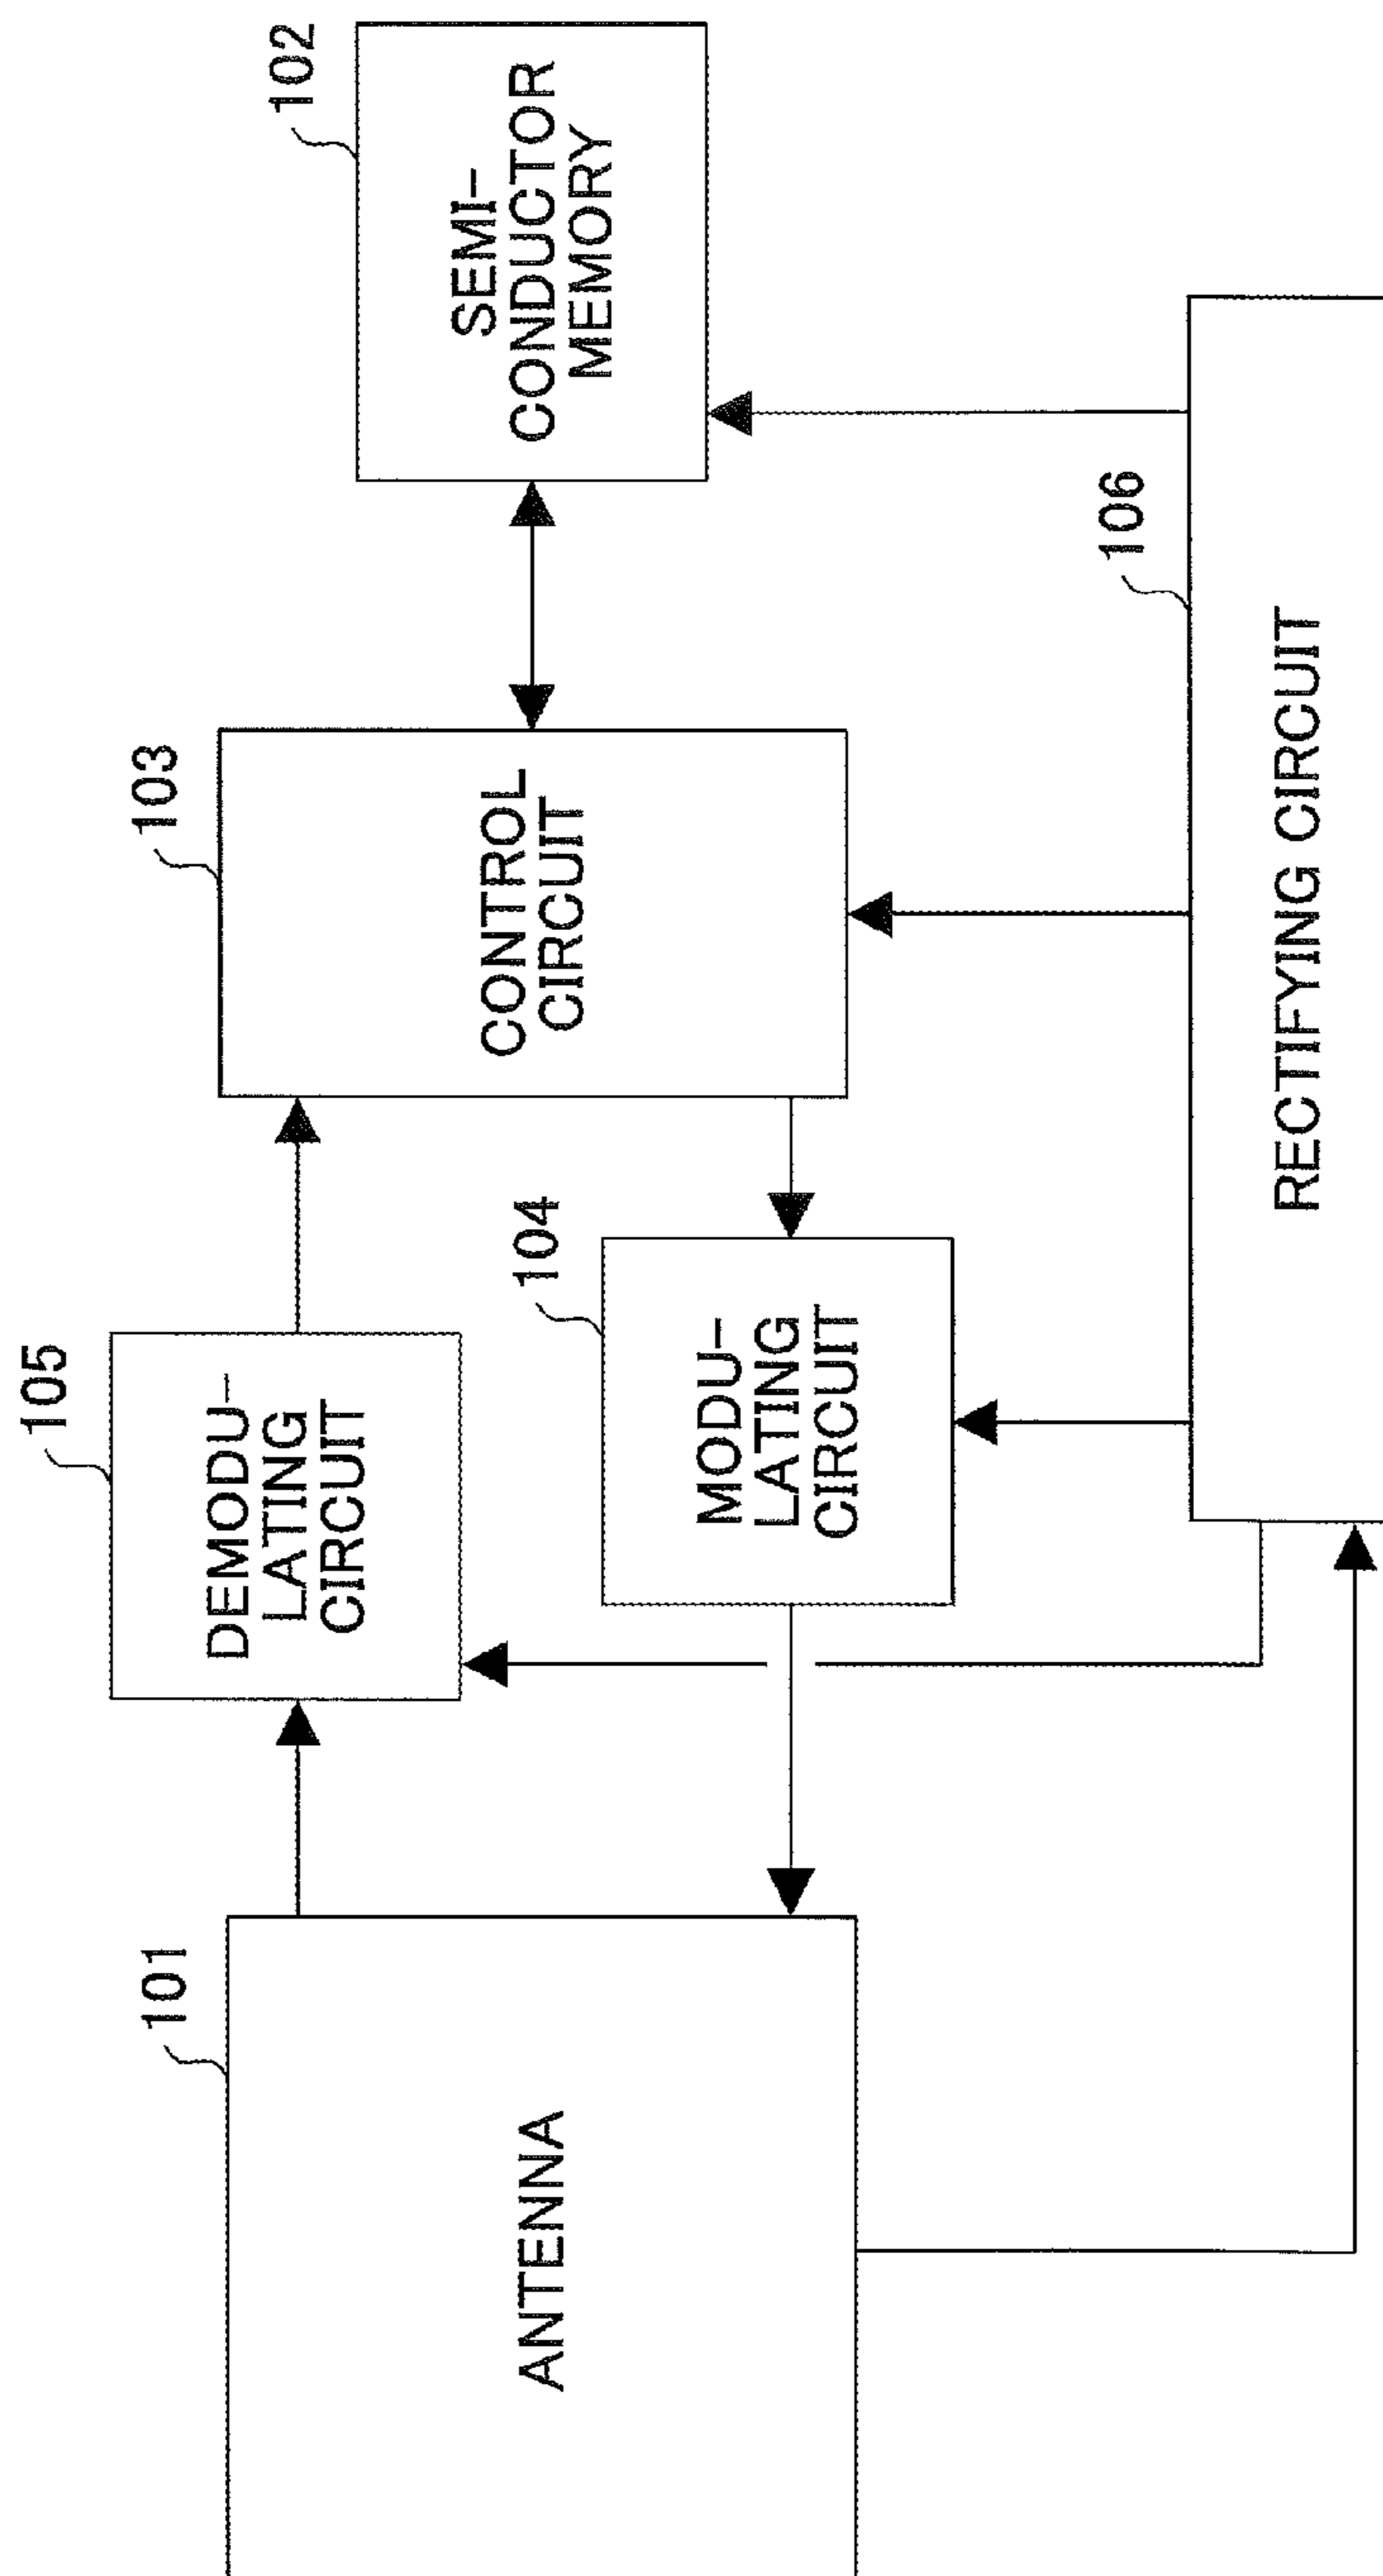 105
DEMODU-
LATING
CIRCUIT
103
CONTROL
CIRCUIT
102
SEMI-
CONDUCTOR
MEMORY
101
ANTENNA
104
MODU-
LATING
CIRCUIT
106
RECTIFYING CIRCUIT